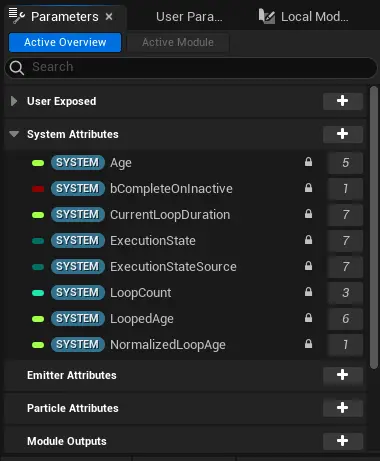 Parameters User Para... Local Mod...
Active Overview Active Module
Search
User Exposed
System Attributes
SYSTEM Age 5
SYSTEM bCompleteOnInactive 1
SYSTEM CurrentLoopDuration 7
SYSTEM ExecutionState 7
SYSTEM ExecutionStateSource 7
SYSTEM LoopCount 3
SYSTEM LoopedAge 6
SYSTEM NormalizedLoopAge 1
Emitter Attributes
Particle Attributes
Module Outputs